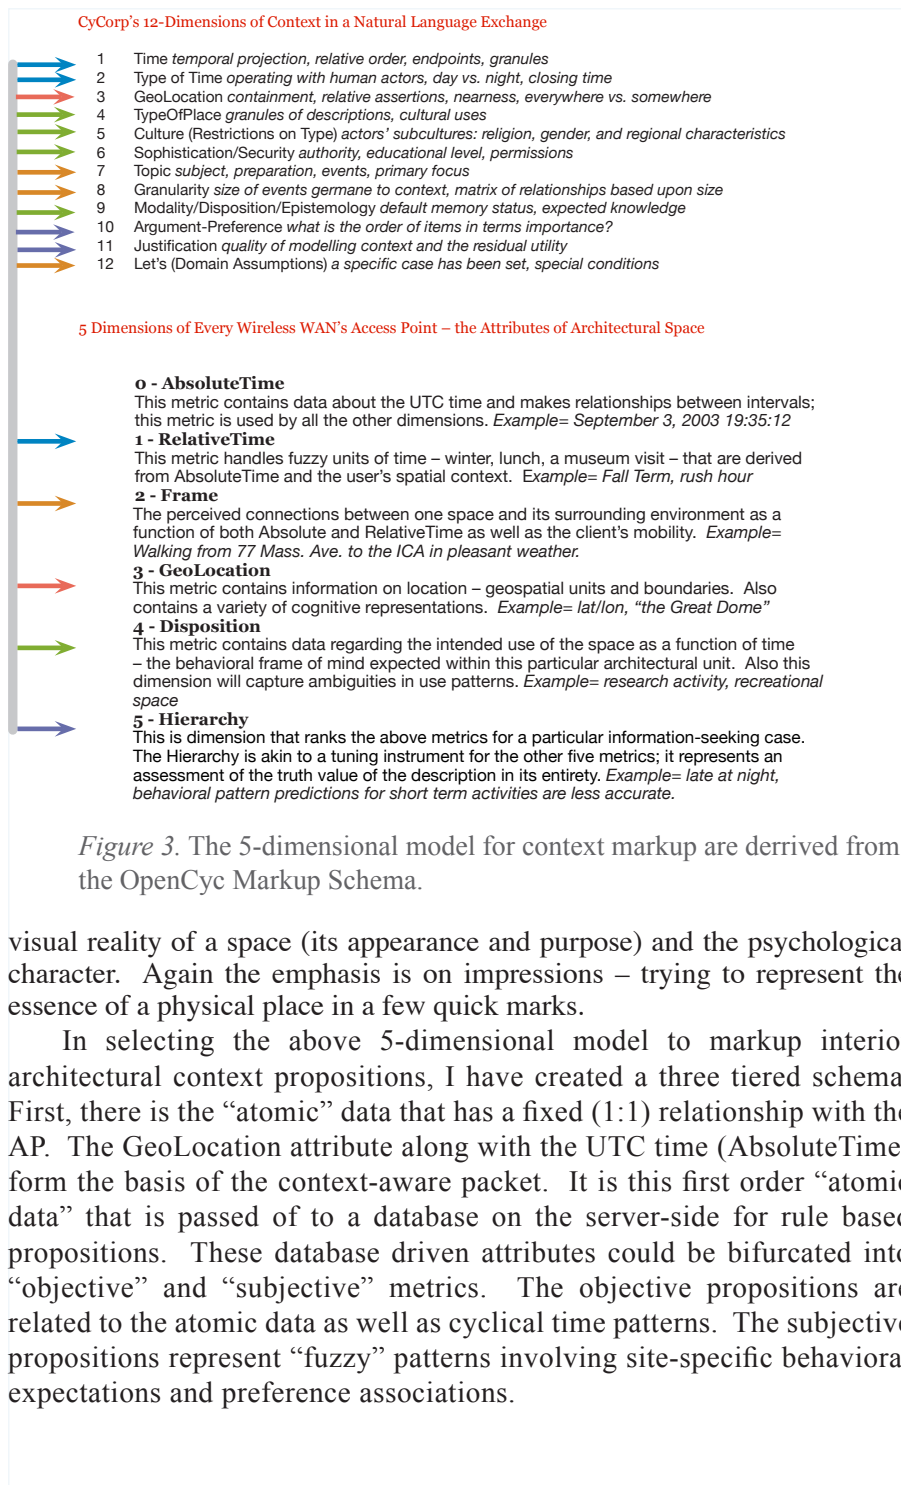 CyCorp's 12-Dimensions of Context in a Natural Language Exchange
1 Time temporal projection, relative order, endpoints, granules
2 Type of Time operating with human actors, day vs. night, closing time
3 GeoLocation containment, relative assertions, nearness, everywhere vs. somewhere
4 TypeOfPlace granules of descriptions, cultural uses
5 Culture (Restrictions on Type) actors' subcultures: religion, gender, and regional characteristics
6 Sophistication/Security authority, educational level, permissions
7 Topic subject, preparation, events, primary focus
8 Granularity size of events germane to context, matrix of relationships based upon size
9 Modality/Disposition/Epistemology default memory status, expected knowledge
10 Argument-Preference what is the order of items in terms importance?
11 Justification quality of modelling context and the residual utility
12 Let's (Domain Assumptions) a specific case has been set, special conditions
5 Dimensions of Every Wireless WAN's Access Point – the Attributes of Architectural Space
0 - AbsoluteTime
This metric contains data about the UTC time and makes relationships between intervals;
this metric is used by all the other dimensions. Example= September 3, 2003 19:35:12
1 - RelativeTime
This metric handles fuzzy units of time – winter, lunch, a museum visit – that are derived
from AbsoluteTime and the user's spatial context. Example= Fall Term, rush hour
2 - Frame
The perceived connections between one space and its surrounding environment as a
function of both Absolute and RelativeTime as well as the client's mobility. Example=
Walking from 77 Mass. Ave. to the ICA in pleasant weather.
3 - GeoLocation
This metric contains information on location – geospatial units and boundaries. Also
contains a variety of cognitive representations. Example= lat/lon, "the Great Dome"
4 - Disposition
This metric contains data regarding the intended use of the space as a function of time
– the behavioral frame of mind expected within this particular architectural unit. Also this
dimension will capture ambiguities in use patterns. Example= research activity, recreational
space
5 - Hierarchy
This is dimension that ranks the above metrics for a particular information-seeking case.
The Hierarchy is akin to a tuning instrument for the other five metrics; it represents an
assessment of the truth value of the description in its entirety. Example= late at night,
behavioral pattern predictions for short term activities are less accurate.
Figure 3. The 5-dimensional model for context markup are derrived from
the OpenCyc Markup Schema.
visual reality of a space (its appearance and purpose) and the psychologica
character. Again the emphasis is on impressions – trying to represent the
essence of a physical place in a few quick marks.
In selecting the above 5-dimensional model to markup interio
architectural context propositions, I have created a three tiered schema
First, there is the "atomic" data that has a fixed (1:1) relationship with the
AP. The GeoLocation attribute along with the UTC time (AbsoluteTime
form the basis of the context-aware packet. It is this first order "atomic
data" that is passed of to a database on the server-side for rule based
propositions. These database driven attributes could be bifurcated into
"objective" and "subjective" metrics. The objective propositions are
related to the atomic data as well as cyclical time patterns. The subjective
propositions represent "fuzzy" patterns involving site-specific behaviora
expectations and preference associations.